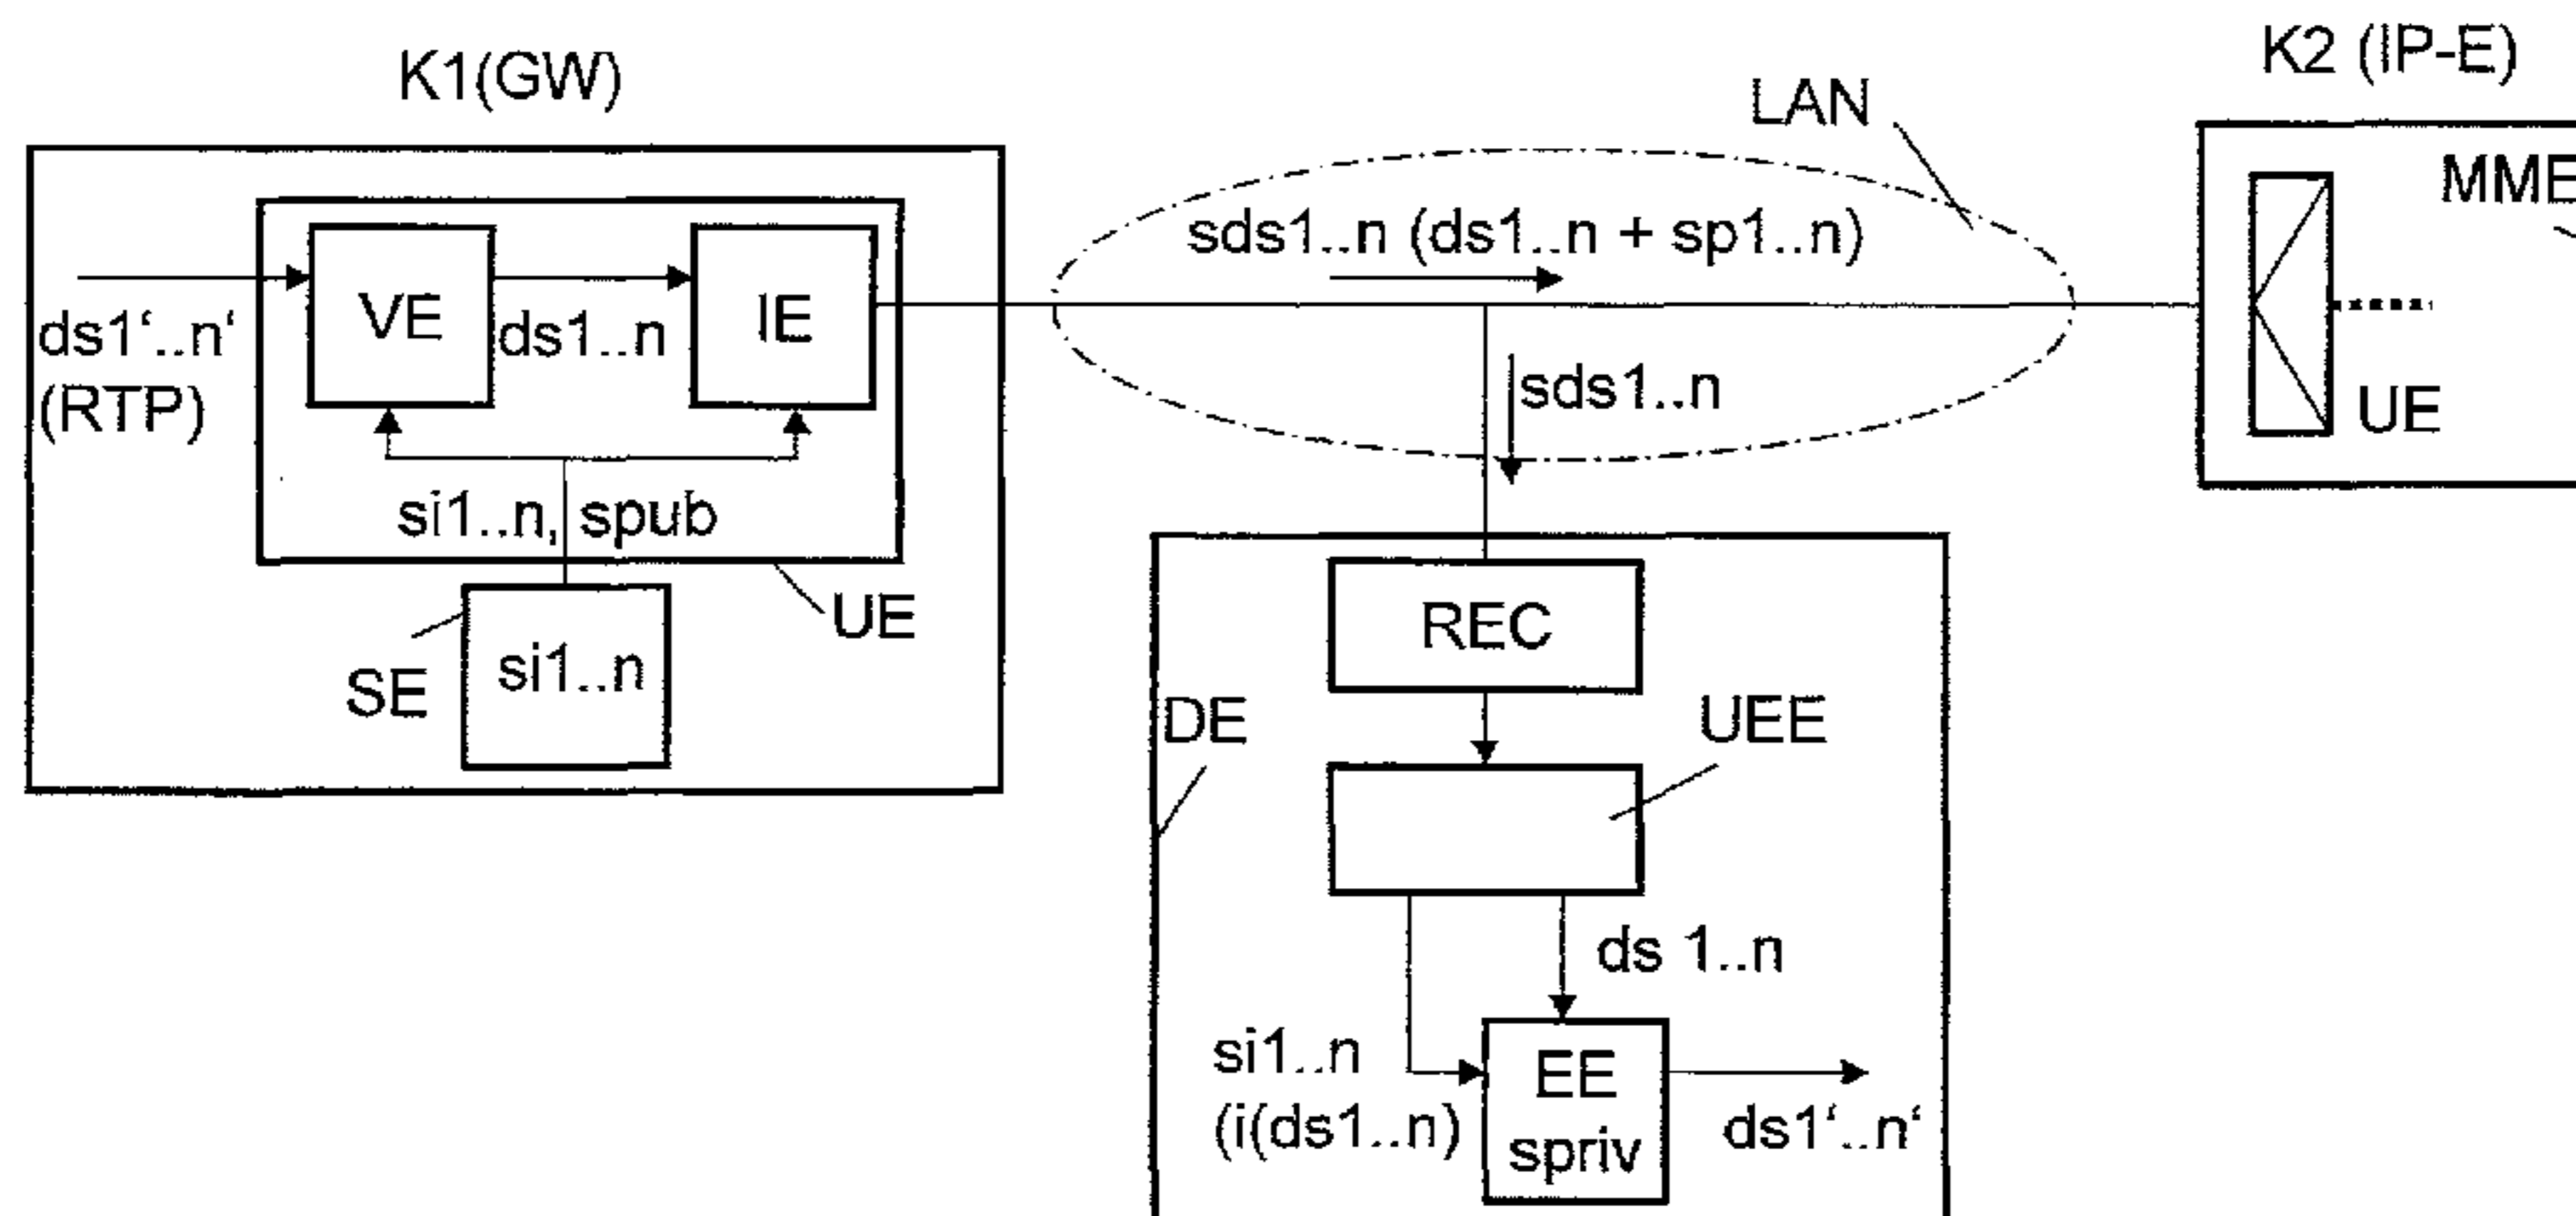 K1(GW)
K2 (IP-E)
LAN
MME
sds1..n (ds1..n + sp1..n)
VE
IE
ds1‘..n‘
(RTP)
ds1..n
sds1..n
UE
si1..n, spub
UE
SE
si1..n
REC
DE
UEE
ds 1..n
si1..n
(i(ds1..n)
EE
spriv
ds1‘..n‘